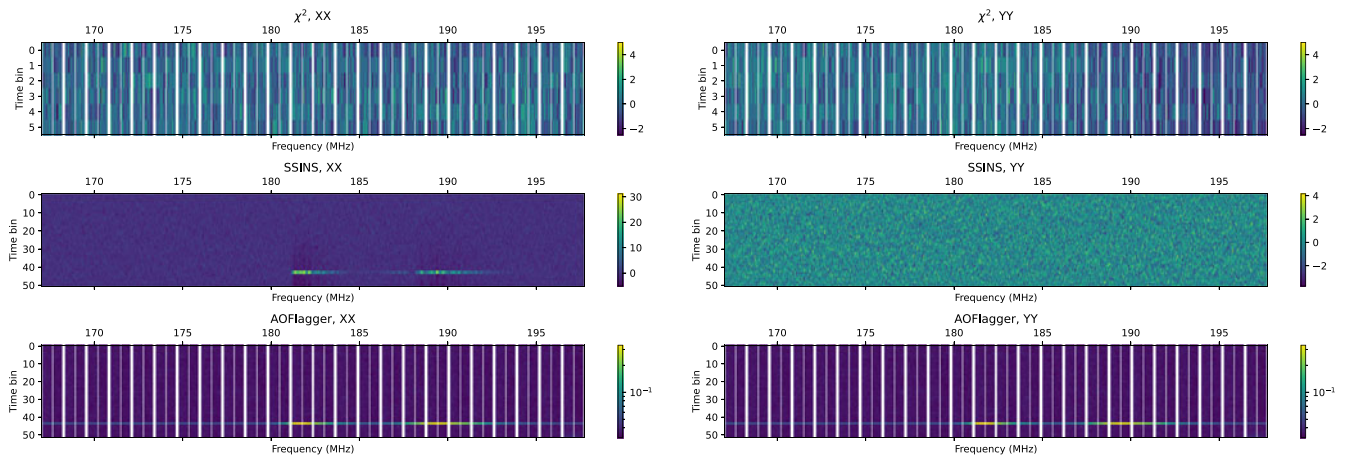 χ², XX
170 175 180 185 190 195
0
1
2
3
4
5
Time bin
Frequency (MHz)
4
2
0
−2
χ², YY
170 175 180 185 190 195
0
1
2
3
4
5
Time bin
Frequency (MHz)
4
2
0
−2
SSINS, XX
170 175 180 185 190 195
0
10
20
30
40
50
Time bin
Frequency (MHz)
30
20
10
0
SSINS, YY
170 175 180 185 190 195
0
10
20
30
40
50
Time bin
Frequency (MHz)
4
2
0
−2
AOFlagger, XX
170 175 180 185 190 195
0
10
20
30
40
50
Time bin
Frequency (MHz)
10⁻¹
AOFlagger, YY
170 175 180 185 190 195
0
10
20
30
40
50
Time bin
Frequency (MHz)
10⁻¹